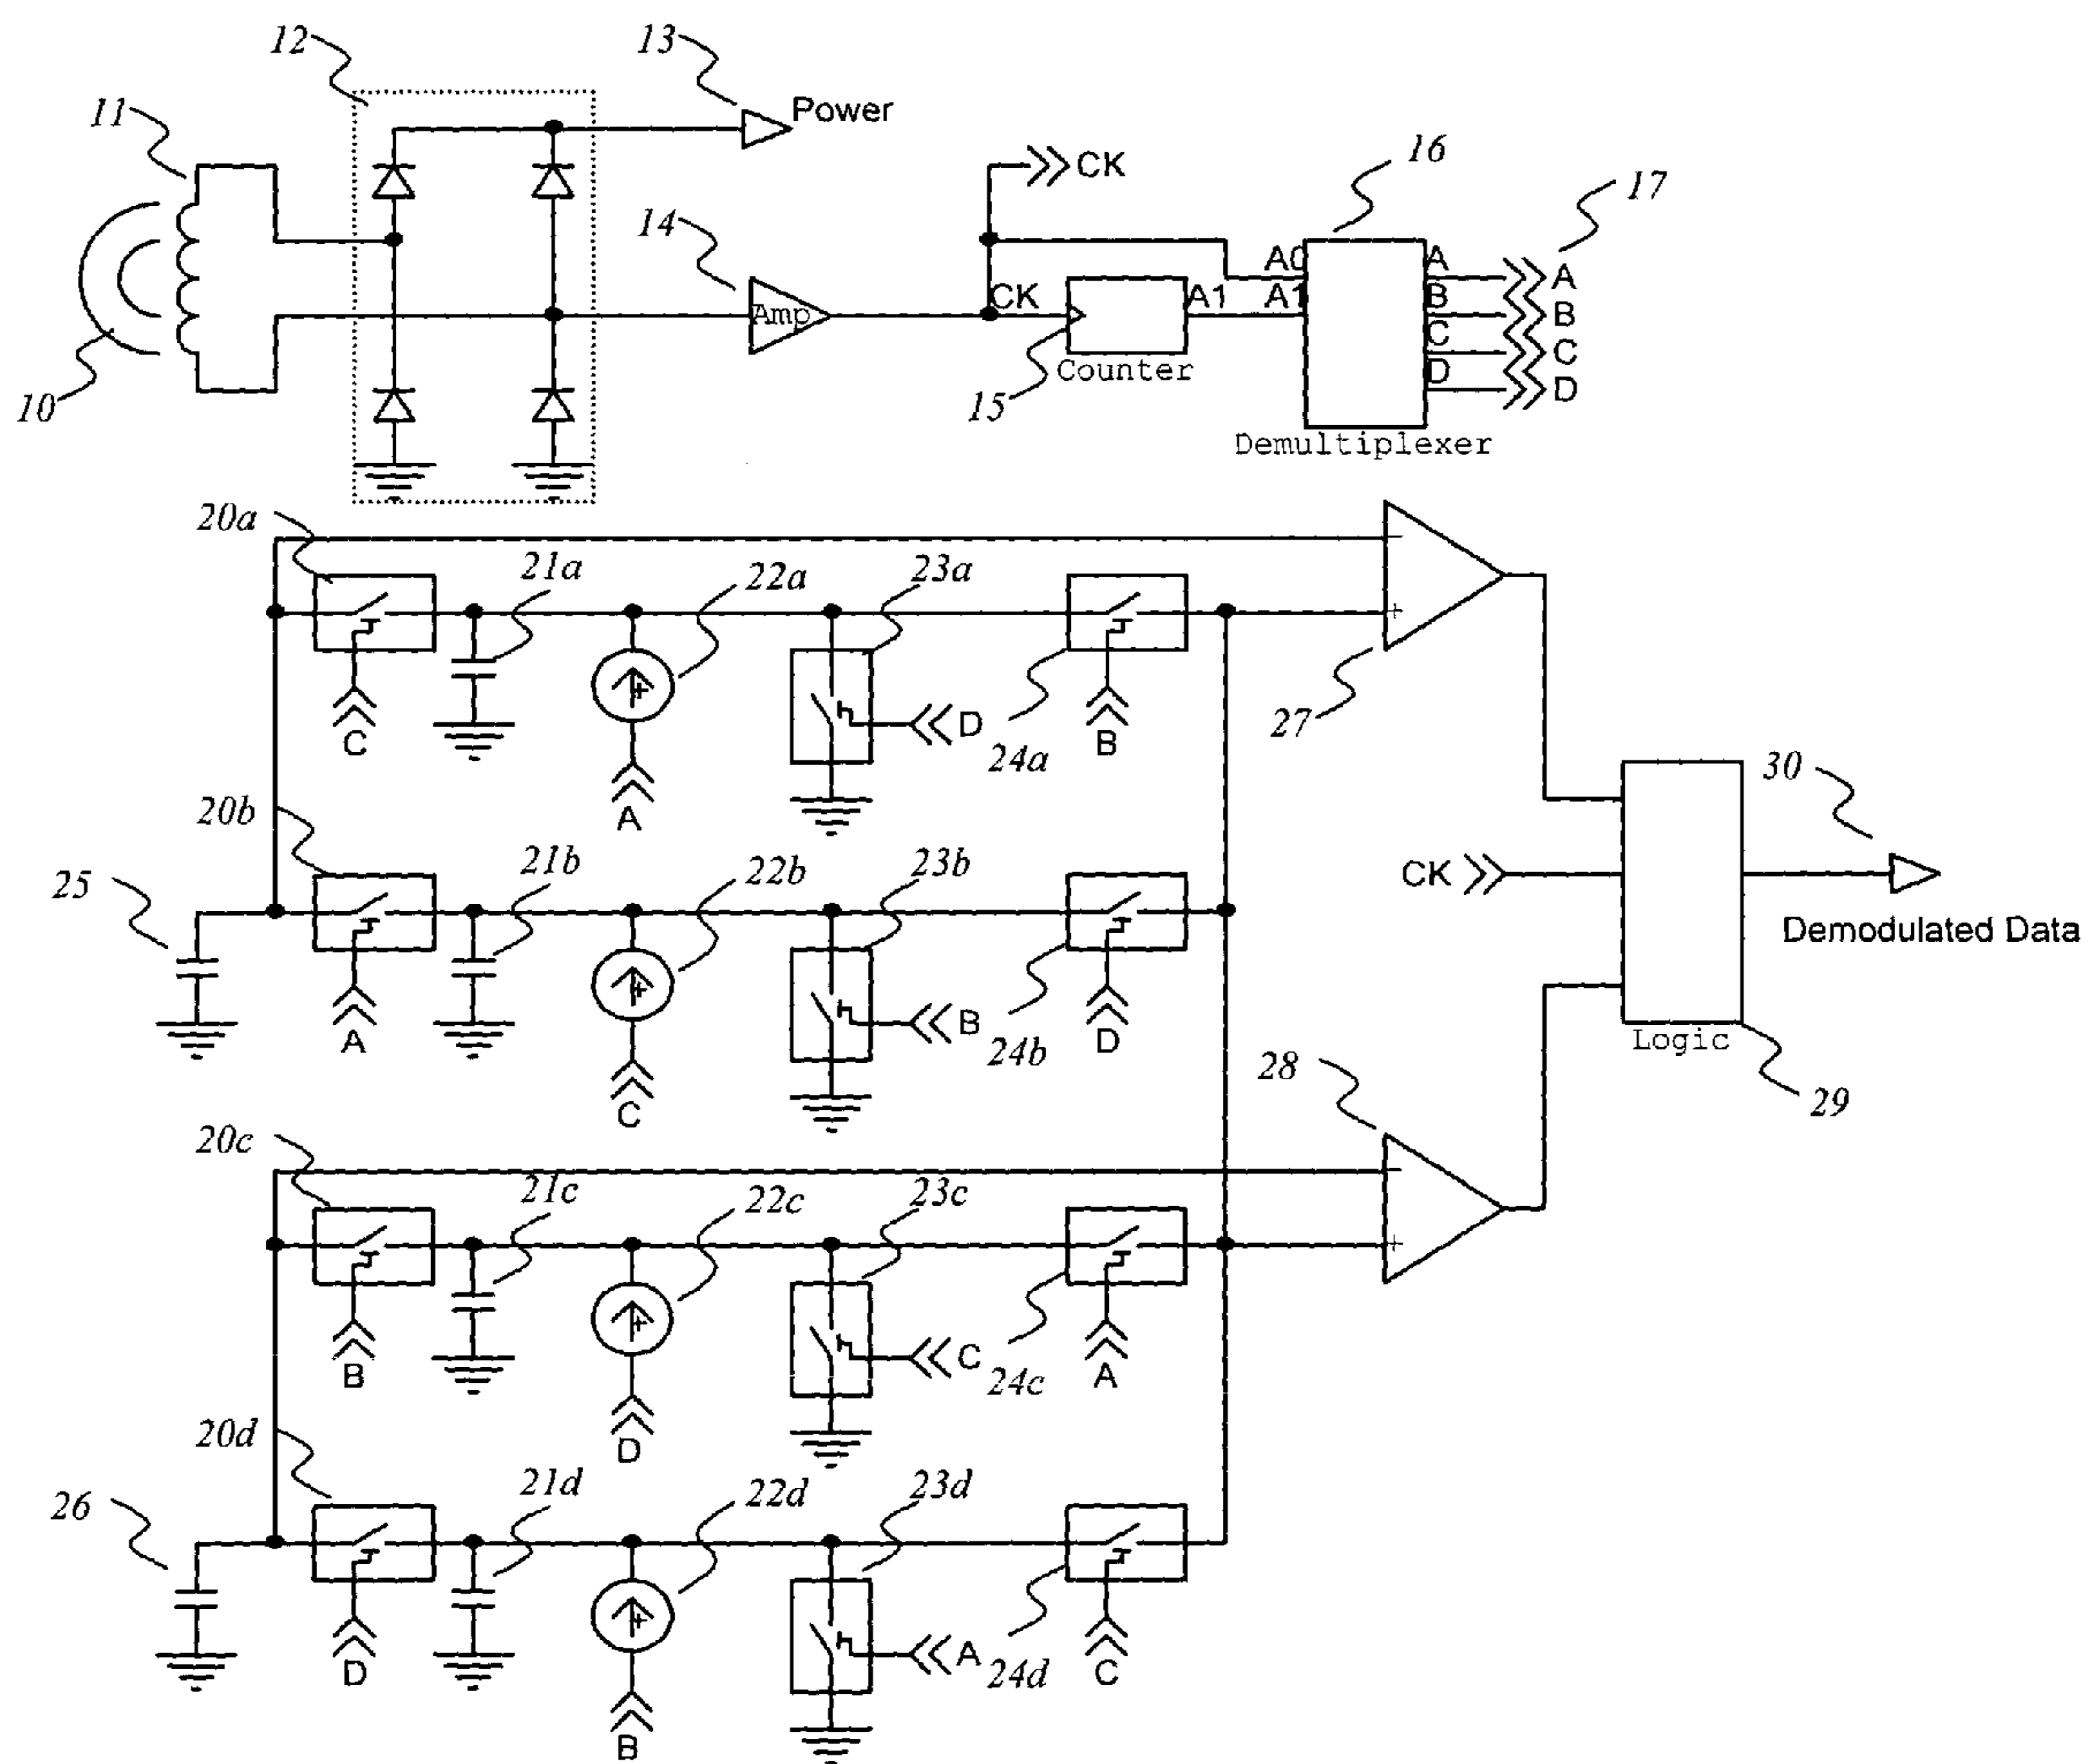 12
13
Power
11
16
CK
17
14
A0
A
A
Amp
CK
A1
A1
B
B
C
C
10
15
Counter
D
D
Demultiplexer
20a
21a
22a
23a
C
D
24a
B
27
A
30
20b
21b
22b
23b
25
CK
Demodulated Data
A
B
24b
D
Logic
C
28
29
20c
21c
22c
23c
B
C
24c
A
D
20d
21d
22d
23d
26
D
A
24d
C
B